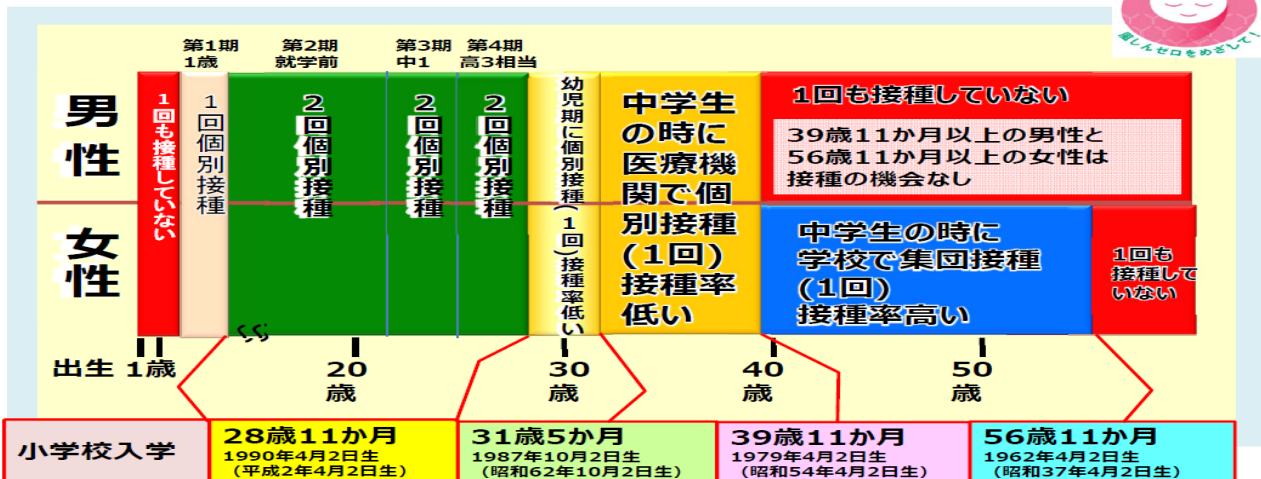 風しんゼロをめざして!
第1期
1歳
第2期
就学前
第3期
中1
第4期
高3相当
男性
女性
1回も接種していない
1回個別接種
2回個別接種
2回個別接種
2回個別接種
幼児期に個別接種(1回)接種率低い
中学生
の時に
医療機
関で個
別接種
(1回)
接種率
低い
1回も接種していない
39歳11か月以上の男性と
56歳11か月以上の女性は
接種の機会なし
中学生の時に
学校で集団接種
(1回)
接種率高い
1回も
接種して
いない
出生 1歳
20
歳
30
歳
40
歳
50
歳
小学校入学
28歳11か月
1990年4月2日生
(平成2年4月2日生)
31歳5か月
1987年10月2日生
(昭和62年10月2日生)
39歳11か月
1979年4月2日生
(昭和54年4月2日生)
56歳11か月
1962年4月2日生
(昭和37年4月2日生)